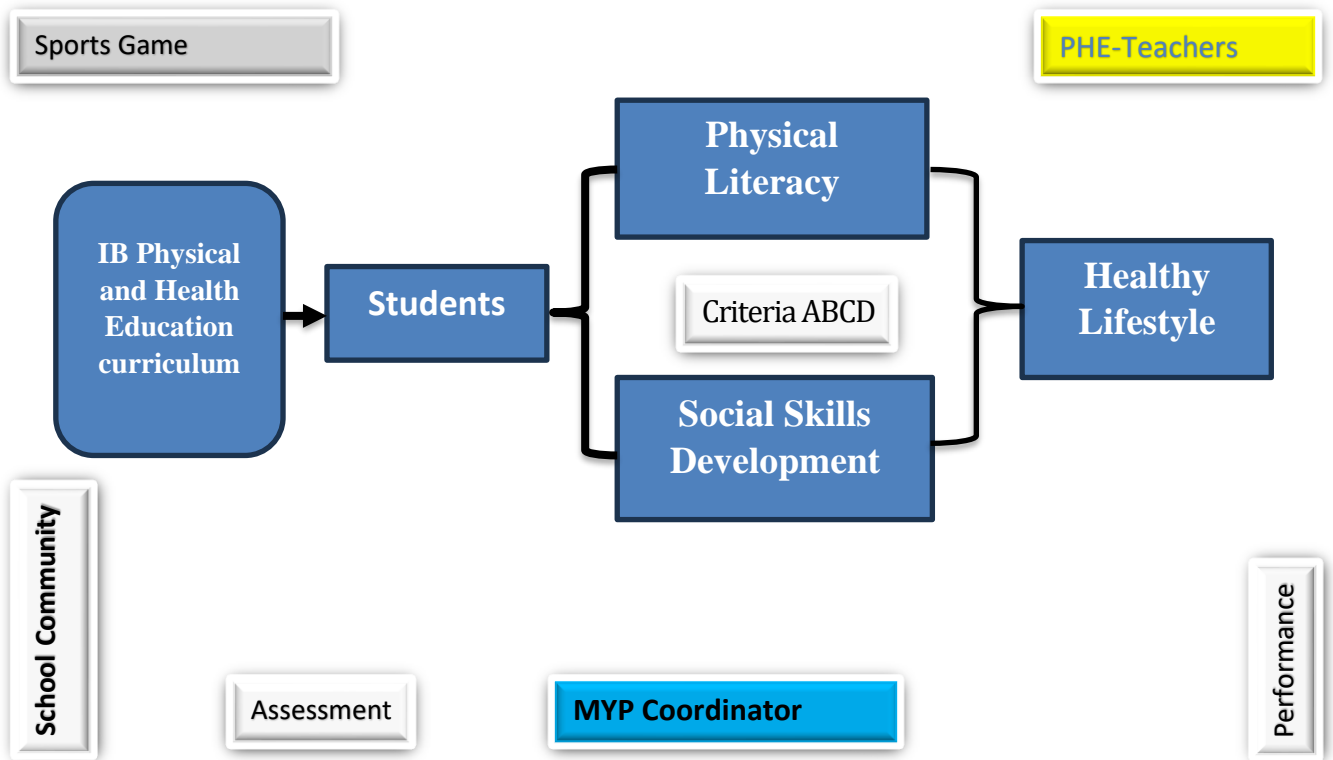 Sports Game
PHE-Teachers
Physical
Literacy
IB Physical
and Health
Education
curriculum
Students
Criteria ABCD
Healthy
Lifestyle
Social Skills
Development
School Community
Performance
Assessment
MYP Coordinator